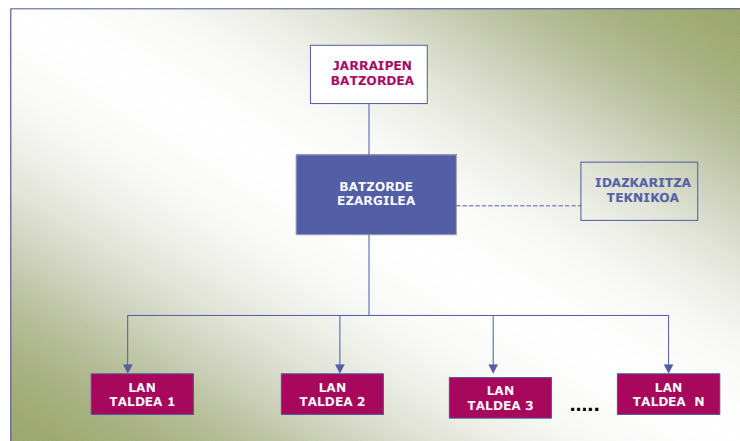 JARRAIPEN
BATZORDEA
BATZORDE
EZARGILEA
IDAZKARITZA
TEKNIKOA
LAN
TALDEA 1
LAN
TALDEA 2
LAN
TALDEA 3
.....
LAN
TALDEA N